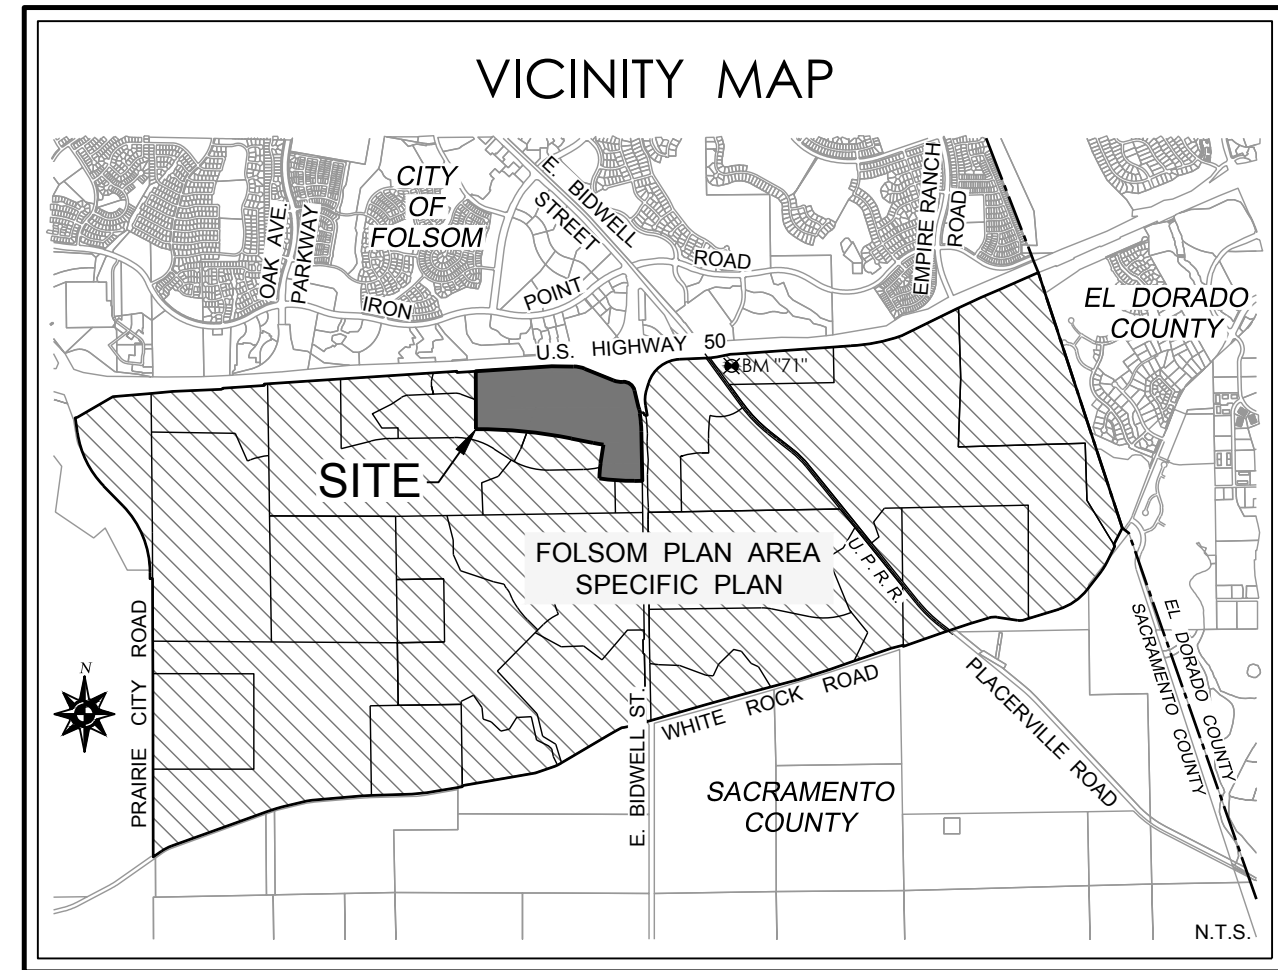 VICINITY MAP
CITY
OF
FOLSOM
OAK AVE.
PARKWAY
E. BIDWELL
STREET
IRON
POINT
ROAD
EMPIRE RANCH
ROAD
EL DORADO
COUNTY
U.S. HIGHWAY 50
BM "71"
SITE
FOLSOM PLAN AREA
SPECIFIC PLAN
U.P.R.R.
PRAIRIE CITY ROAD
N
E. BIDWELL ST.
WHITE ROCK ROAD
PLACERVILLE ROAD
EL DORADO COUNTY
SACRAMENTO COUNTY
SACRAMENTO
COUNTY
N.T.S.